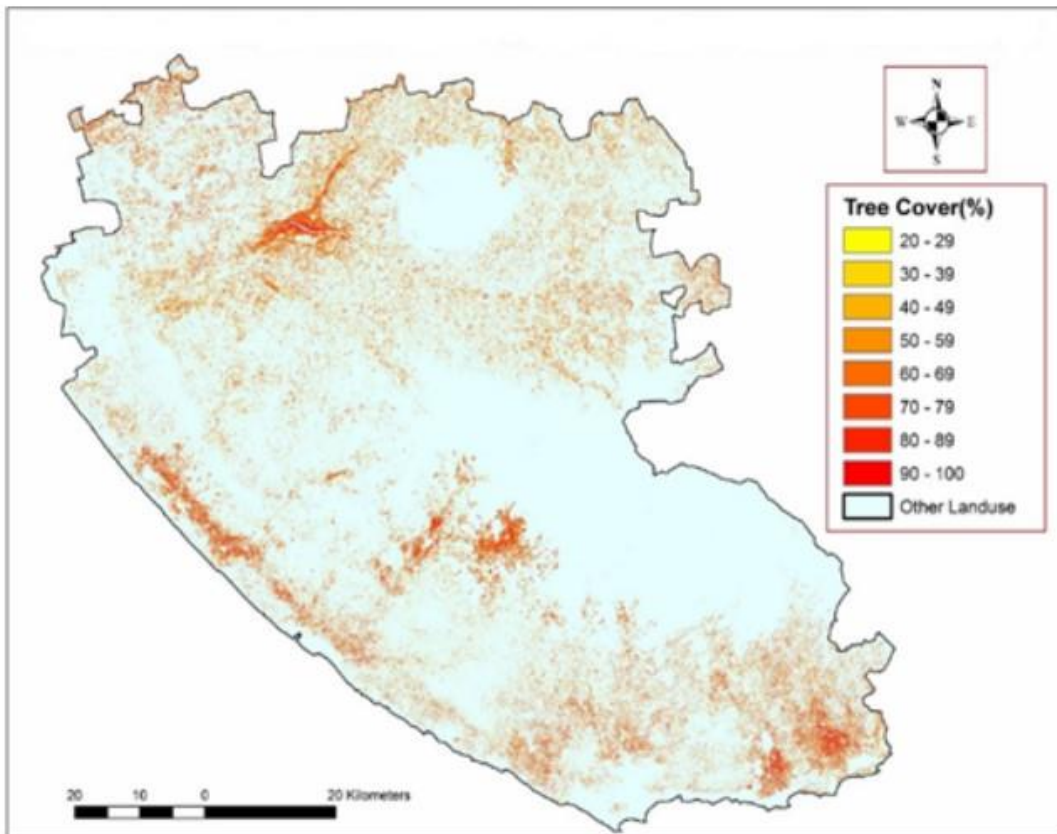 N
W E
S
Tree Cover(%)
20 - 29
30 - 39
40 - 49
50 - 59
60 - 69
70 - 79
80 - 89
90 - 100
Other Landuse
20 10 0 20 Kilometers